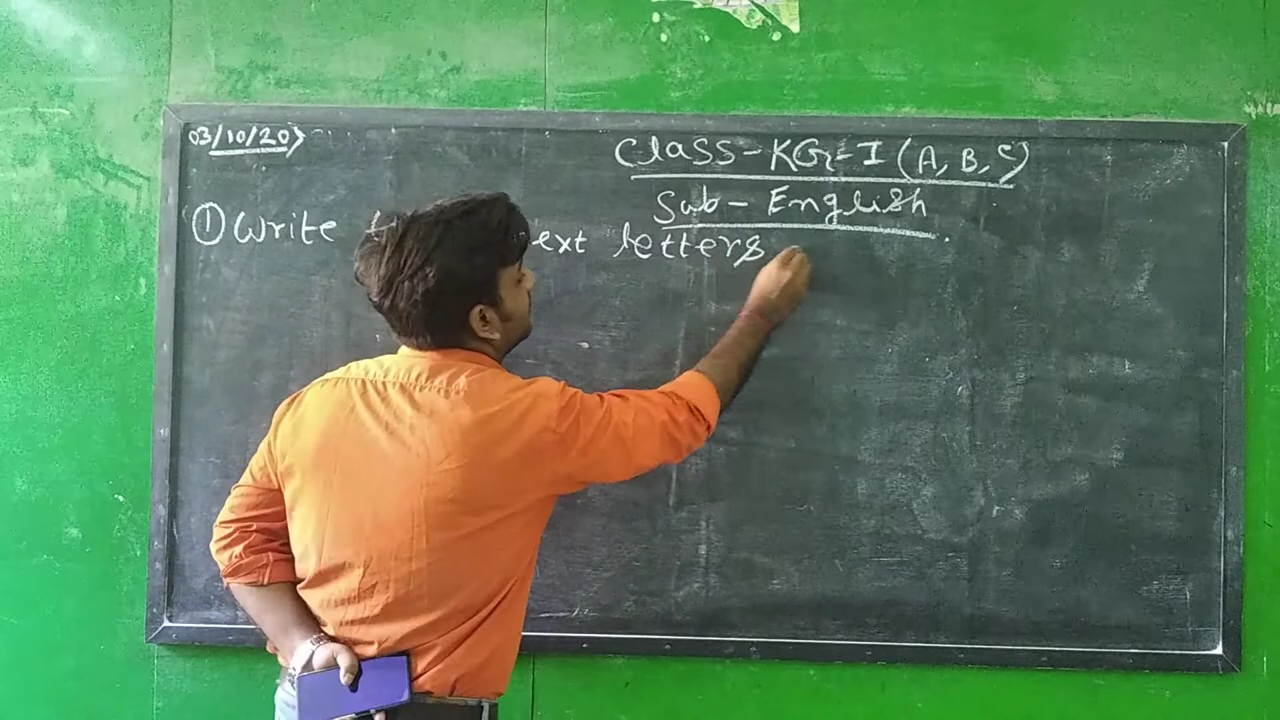 03/10/20
Class-KG-I (A, B, C)
Sub- English
① Write ext letters